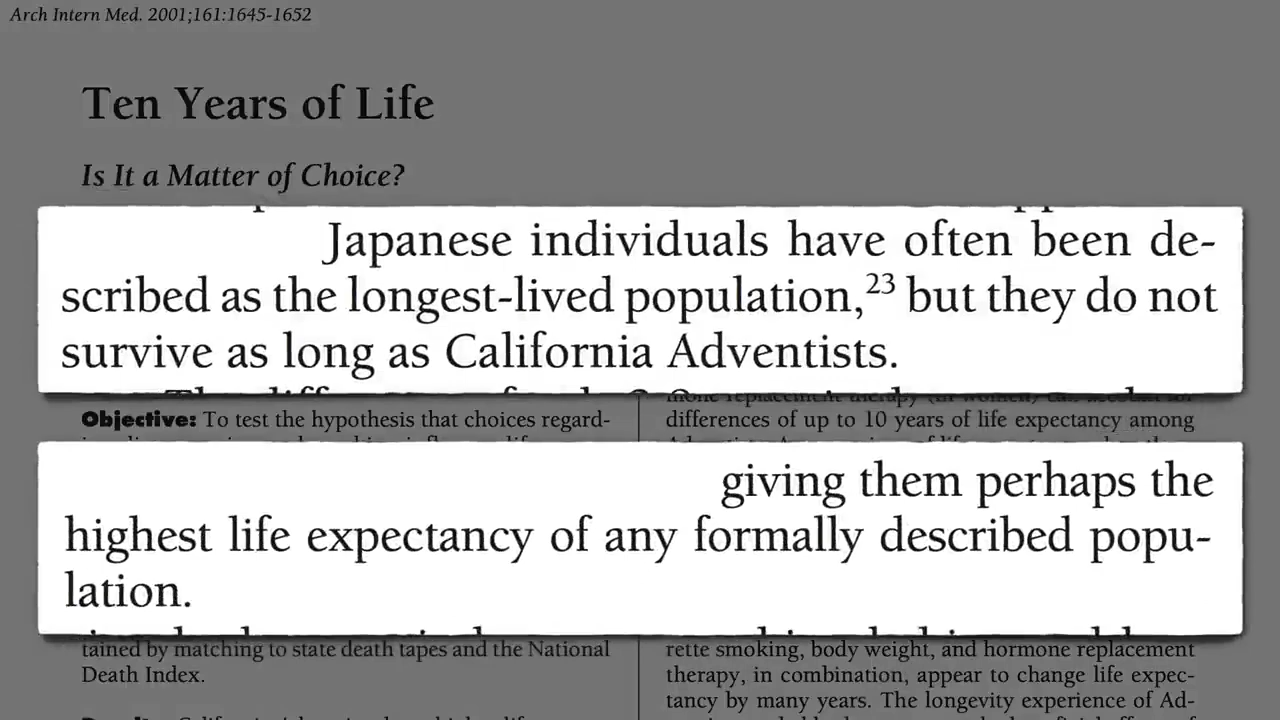 Arch Intern Med. 2001;161:1645-1652
Ten Years of Life
Is It a Matter of Choice?
Japanese individuals have often been de-
scribed as the longest-lived population,23 but they do not
survive as long as California Adventists.
Objective: To test the hypothesis that choices regard-
differences of up to 10 years of life expectancy among
giving them perhaps the
highest life expectancy of any formally described popu-
lation.
tained by matching to state death tapes and the National
Death Index.
rette smoking, body weight, and hormone replacement
therapy, in combination, appear to change life expec-
tancy by many years. The longevity experience of Ad-